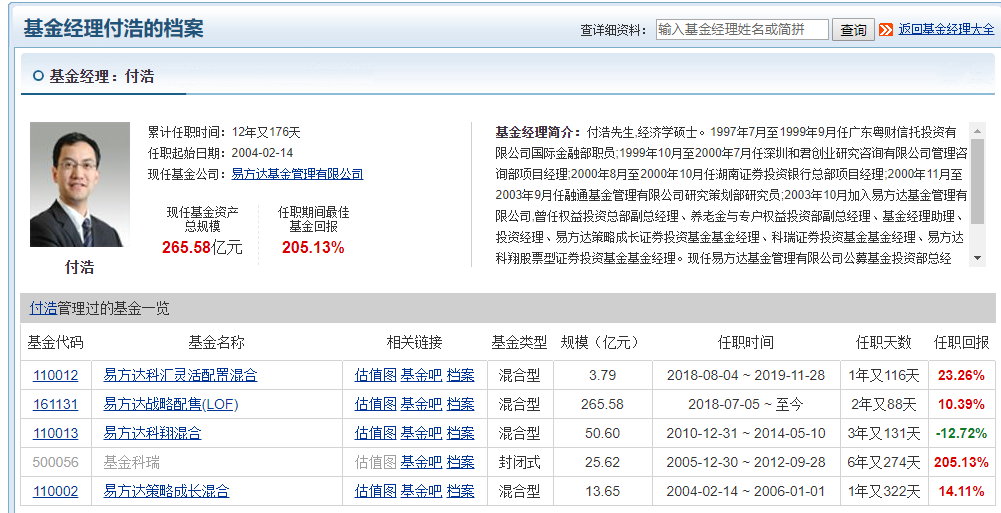 基金经理付浩的档案
查详细资料： 输入基金经理姓名或简拼 查询 返回基金经理大全
基金经理：付浩
累计任职时间：12年又176天
任职起始日期：2004-02-14
现任基金公司：易方达基金管理有限公司
现任基金资产
总规模
265.58亿元
任职期间最佳
基金回报
205.13%
付浩
基金经理简介：付浩先生,经济学硕士。1997年7月至1999年9月任广东粤财信托投资有
限公司国际金融部职员;1999年10月至2000年7月任深圳和君创业研究咨询有限公司管理咨
询部项目经理;2000年8月至2000年10月任湖南证券投资银行总部项目经理;2000年11月至
2003年9月任融通基金管理有限公司研究策划部研究员;2003年10月加入易方达基金管理有
限公司,曾任权益投资总部副总经理、养老金与专户权益投资部副总经理、基金经理助理、
投资经理、易方达策略成长证券投资基金基金经理、科瑞证券投资基金基金经理、易方达
科翔股票型证券投资基金基金经理。现任易方达基金管理有限公司公募基金投资部总经
付浩管理过的基金一览
基金代码 基金名称 相关链接 基金类型 规模（亿元） 任职时间 任职天数 任职回报
110012 易方达科汇灵活配置混合 估值图 基金吧 档案 混合型 3.79 2018-08-04 ~ 2019-11-28 1年又116天 23.26%
161131 易方达战略配售(LOF) 估值图 基金吧 档案 混合型 265.58 2018-07-05 ~ 至今 2年又88天 10.39%
110013 易方达科翔混合 估值图 基金吧 档案 混合型 50.60 2010-12-31 ~ 2014-05-10 3年又131天 -12.72%
500056 基金科瑞 估值图 基金吧 档案 封闭式 25.62 2005-12-30 ~ 2012-09-28 6年又274天 205.13%
110002 易方达策略成长混合 估值图 基金吧 档案 混合型 13.65 2004-02-14 ~ 2006-01-01 1年又322天 14.11%